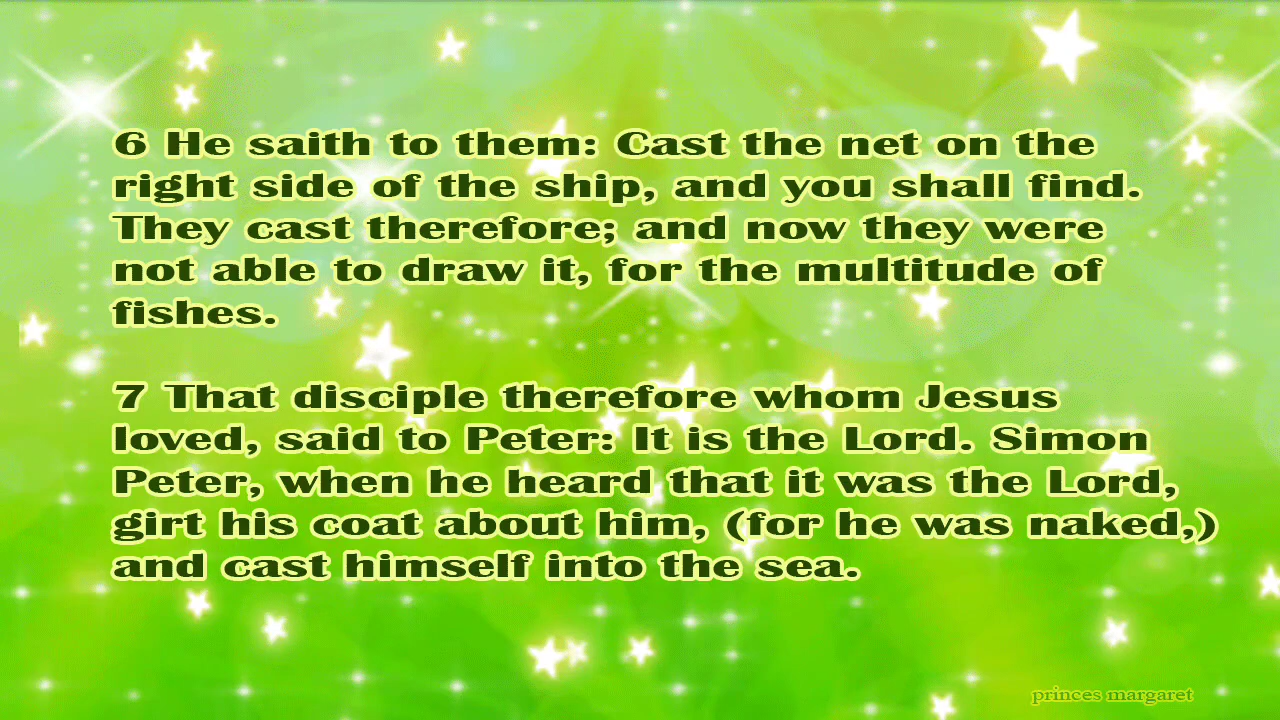 6 He saith to them: Cast the net on the
right side of the ship, and you shall find.
They cast therefore; and now they were
not able to draw it, for the multitude of
fishes.
7 That disciple therefore whom Jesus
loved, said to Peter: It is the Lord. Simon
Peter, when he heard that it was the Lord,
girt his coat about him, (for he was naked,)
and cast himself into the sea.
princes margaret